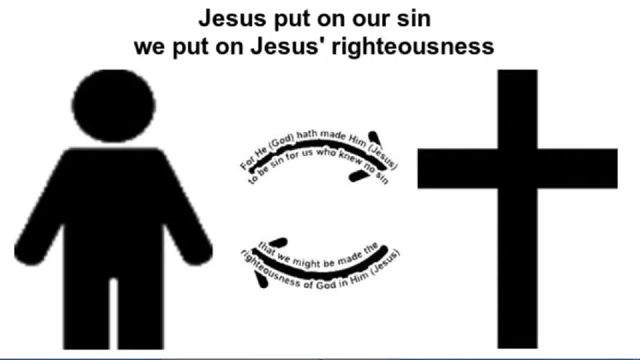 Jesus put on our sin
we put on Jesus' righteousness
For He (God) hath made Him (Jesus)
to be sin for us who knew no sin
that we might be made the
righteousness of God in Him (Jesus)